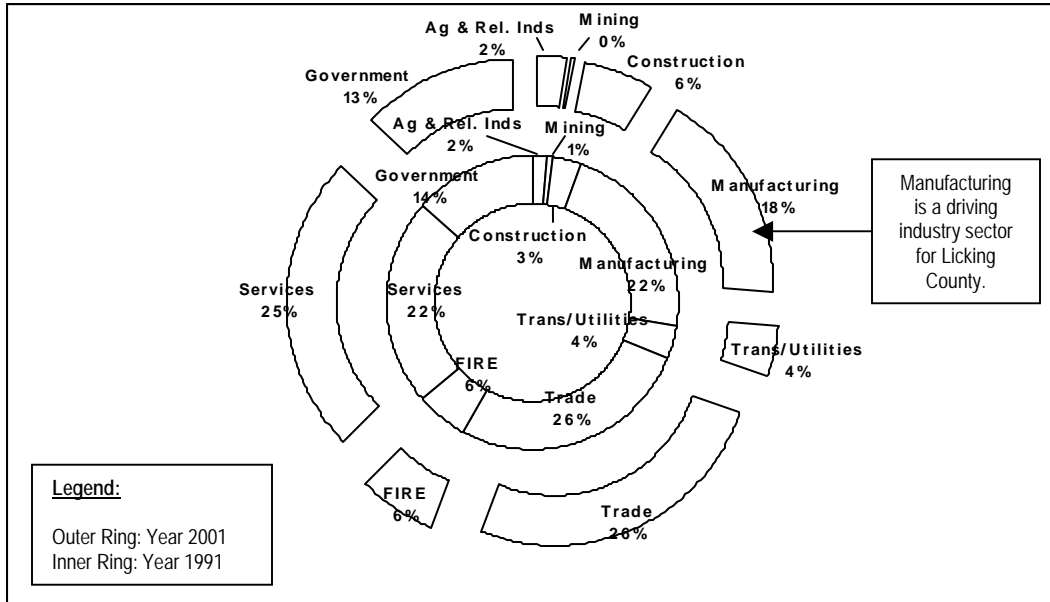 Mining
0%
Ag & Rel. Inds
2%
Construction
6%
Government
13%
Ag & Rel. Inds
2%
Mining
1%
Government
14%
Manufacturing
18%
Manufacturing
is a driving
industry sector
for Licking
County.
Construction
3%
Manufacturing
22%
Services
25%
Services
22%
Trans/Utilities
4%
Trans/Utilities
4%
FIRE
6%
Trade
26%
FIRE
6%
Trade
26%
Legend:
Outer Ring: Year 2001
Inner Ring: Year 1991